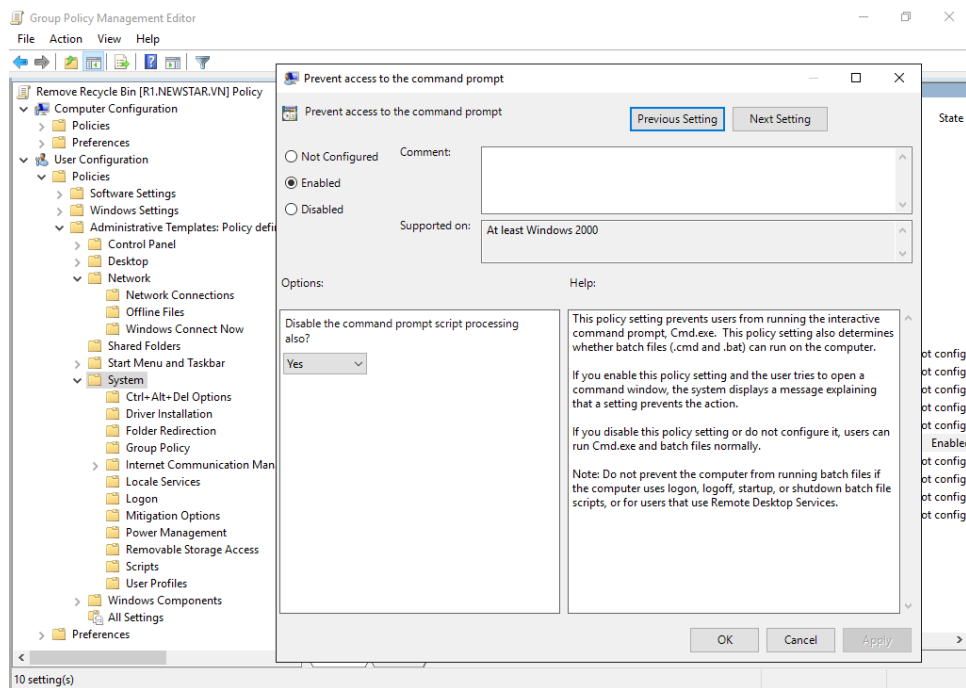 Group Policy Management Editor
File Action View Help
Remove Recycle Bin [R1.NEWSTAR.VN] Policy
Computer Configuration
Policies
Preferences
User Configuration
Policies
Software Settings
Windows Settings
Administrative Templates: Policy defi
Control Panel
Desktop
Network
Network Connections
Offline Files
Windows Connect Now
Shared Folders
Start Menu and Taskbar
System
Ctrl+Alt+Del Options
Driver Installation
Folder Redirection
Group Policy
Internet Communication Man
Locale Services
Logon
Mitigation Options
Power Management
Removable Storage Access
Scripts
User Profiles
Windows Components
All Settings
Preferences
10 setting(s)
Prevent access to the command prompt
Prevent access to the command prompt
Previous Setting
Next Setting
Not Configured
Enabled
Disabled
Comment:
Supported on:
At least Windows 2000
Options:
Help:
Disable the command prompt script processing
also?
Yes
This policy setting prevents users from running the interactive
command prompt, Cmd.exe. This policy setting also determines
whether batch files (.cmd and .bat) can run on the computer.
If you enable this policy setting and the user tries to open a
command window, the system displays a message explaining
that a setting prevents the action.
If you disable this policy setting or do not configure it, users can
run Cmd.exe and batch files normally.
Note: Do not prevent the computer from running batch files if
the computer uses logon, logoff, startup, or shutdown batch file
scripts, or for users that use Remote Desktop Services.
OK
Cancel
Apply
State
ot config
ot config
ot config
ot config
ot config
Enabled
ot config
ot config
ot config
ot config